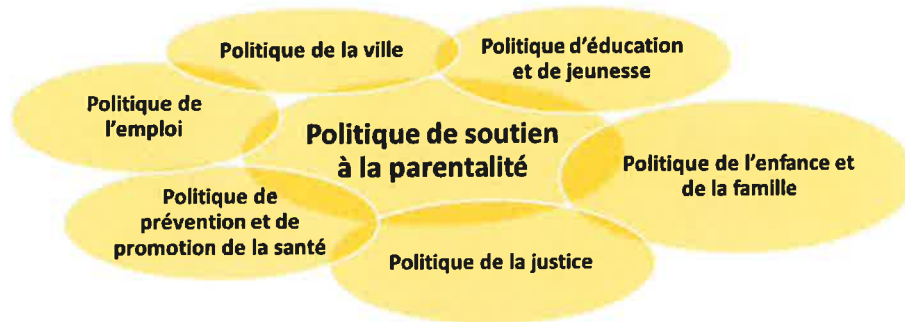 Politique de la ville
Politique d'éducation
et de jeunesse
Politique de
l'emploi
Politique de soutien
à la parentalité
Politique de l'enfance et
de la famille
Politique de
prévention et de
promotion de la santé
Politique de la justice